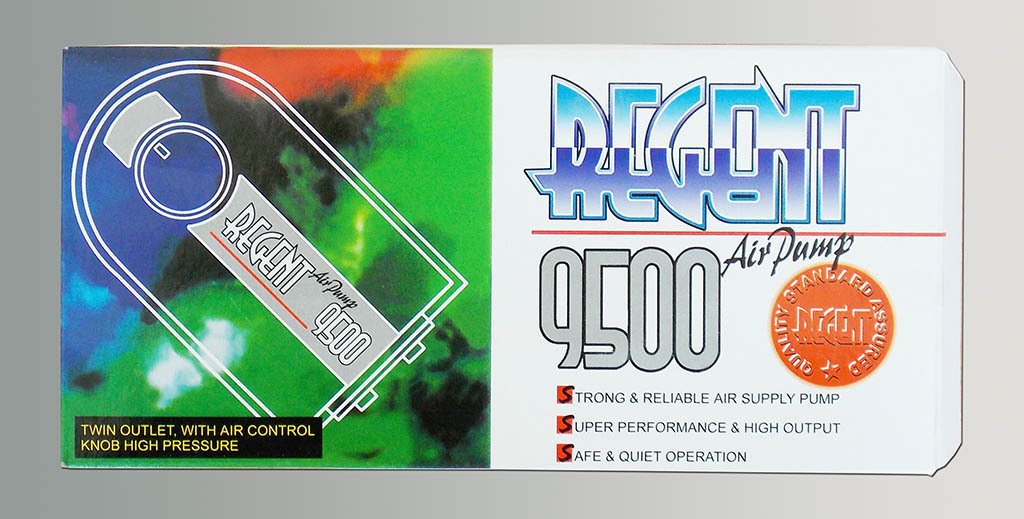 REGENT
Air Pump
9500
TWIN OUTLET, WITH AIR CONTROL
KNOB HIGH PRESSURE
REGENT
9500
Air Pump
QUALITY STANDARD ASSURED
REGENT
STRONG & RELIABLE AIR SUPPLY PUMP
SUPER PERFORMANCE & HIGH OUTPUT
SAFE & QUIET OPERATION